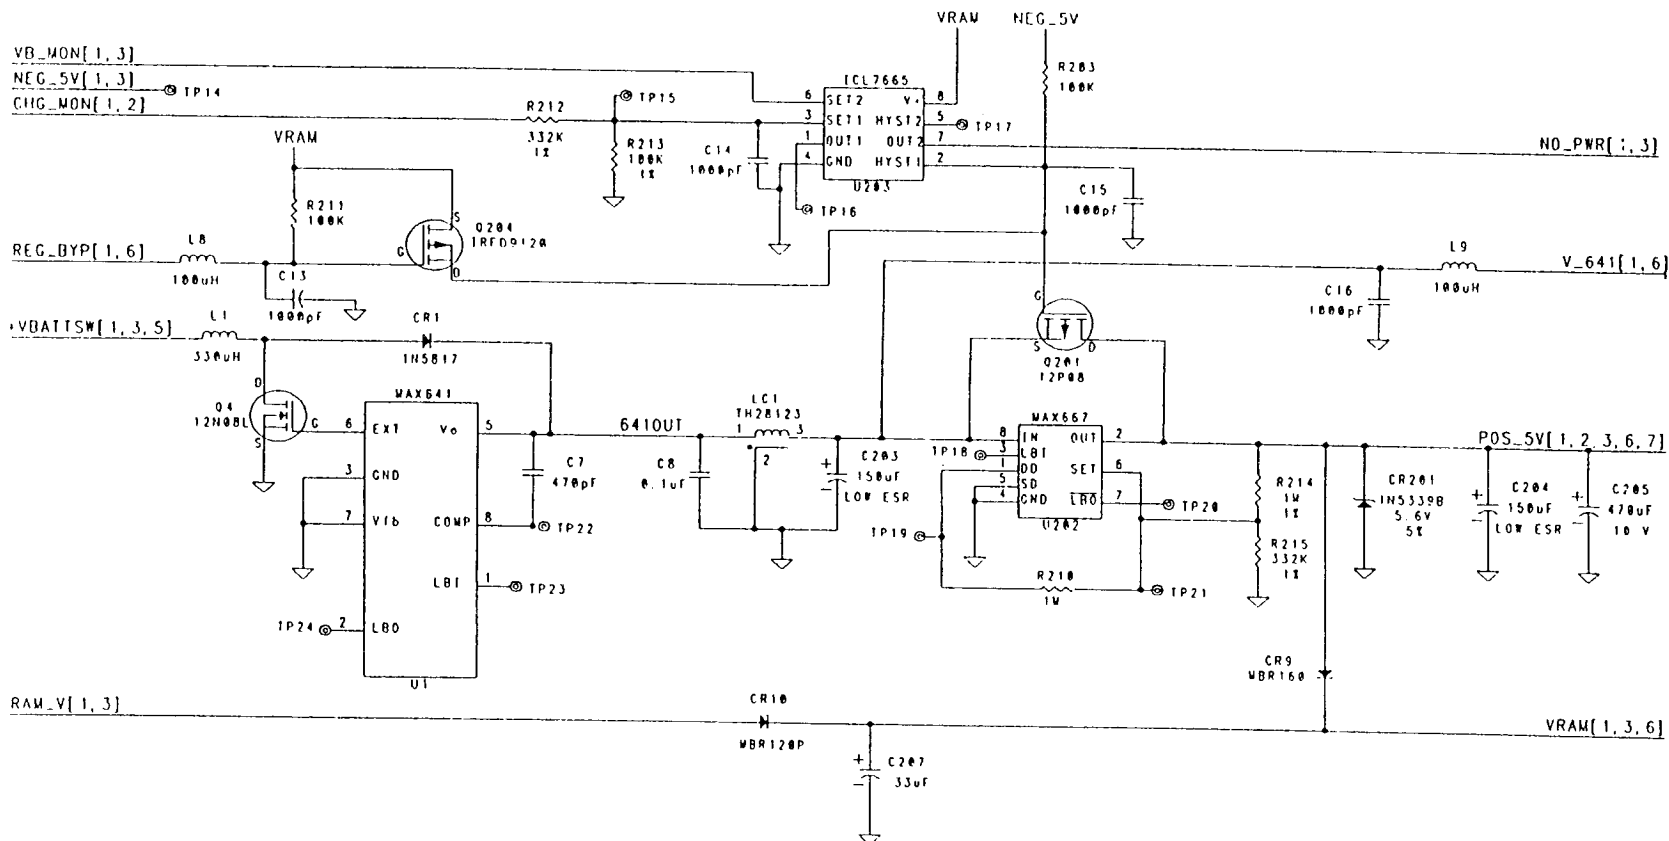 VRAM NEG_5V
VB_MON[1,3]
NEG_5V[1,3]
TP14
CHG_MON[1,2]
R212
332K
1%
TP15
R213
100K
1%
C14
1000pF
ICL7665
6 SET2 V+ 8
3 SET1 HYST2 5
1 OUT1 OUT2 7
4 GND HYST1 2
U203
TP16
TP17
R203
100K
NO_PWR[1,3]
C15
1000pF
VRAM
R211
100K
S
Q204
IRFD9120
G
D
REG_BYP[1,6]
L8
100uH
C13
1000pF
L9
100uH
V_641[1,6]
C16
1000pF
+VBATTSW[1,3,5]
L1
330uH
CR1
1N5817
G
S
D
Q201
12P08
D
Q4
12N08L
G
S
MAX641
6 EXT Vo 5
3 GND
7 Vfb COMP 8
LBI 1
2 LBO
U1
TP22
TP23
TP24
C7
470pF
641OUT
C8
0.1uF
LC1
TH28123
1 3
2
+
C203
150uF
LOW ESR
-
MAX667
8 IN OUT 2
3 LBI
1 DD SET 6
5 SD
4 GND LBO 7
U202
TP18
TP19
TP20
TP21
R210
1M
R214
1M
1%
R215
332K
1%
POS_5V[1,2,3,6,7]
CR201
1N5339B
5.6V
5%
+
C204
150uF
LOW ESR
-
+
C205
470uF
10 V
-
CR9
MBR160
RAM_V[1,3]
CR10
MBR120P
VRAM[1,3,6]
+
C207
33uF
-